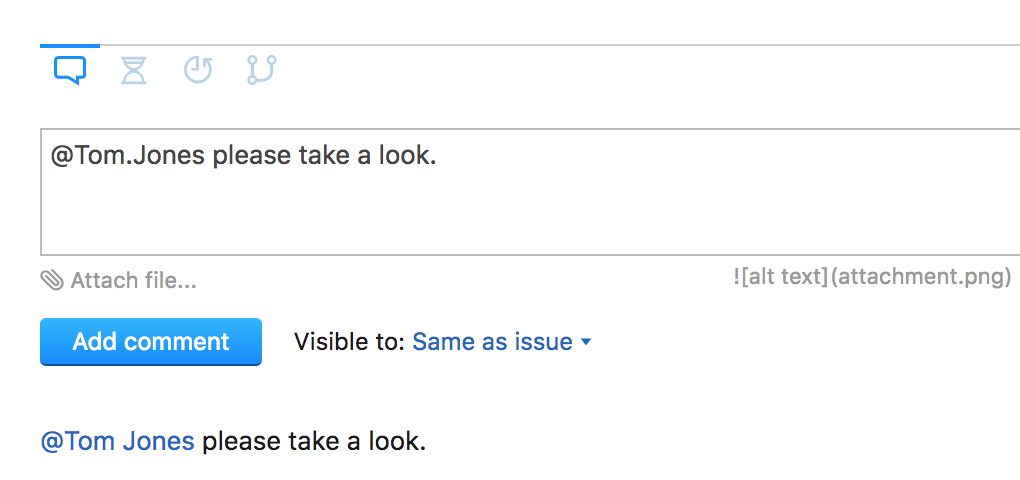 @Tom.Jones please take a look.
Attach file...
![alt text](attachment.png)
Add comment
Visible to: Same as issue
@Tom Jones please take a look.